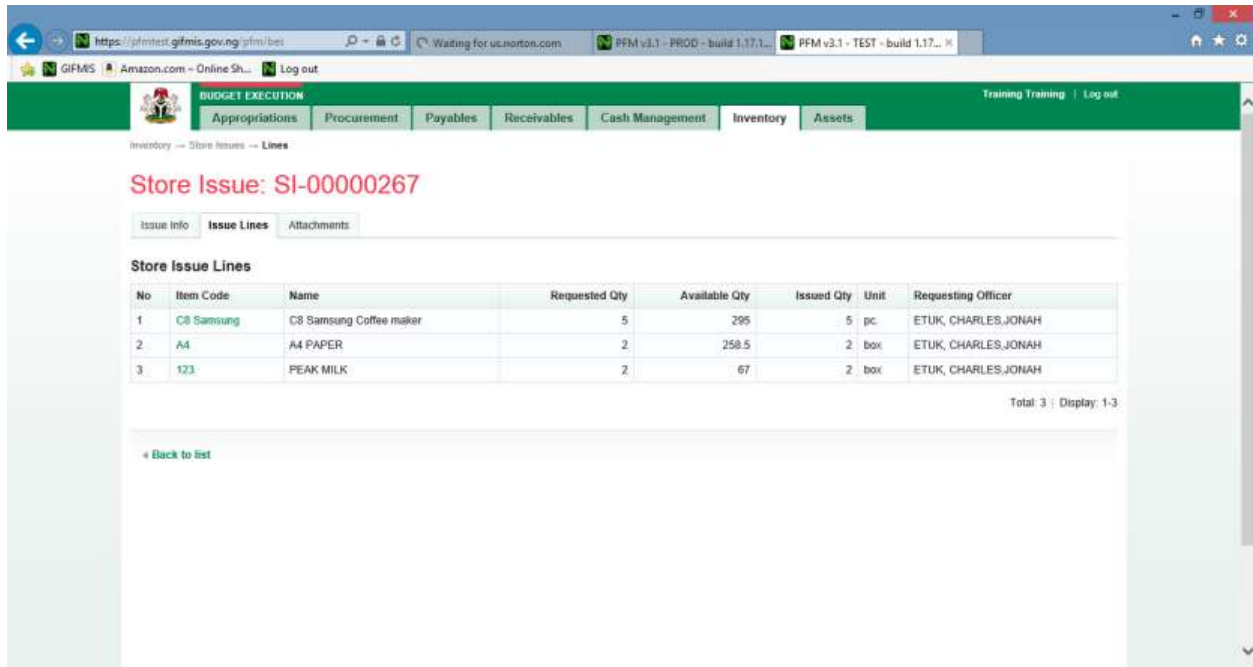 https://pfmtest.gifmis.gov.ng/pfm/bes
Waiting for us.norton.com
PFM v3.1 - PROD - build 1.17.1...
PFM v3.1 - TEST - build 1.17...
GIFMIS
Amazon.com – Online Sh...
Log out
BUDGET EXECUTION
Training Training | Log out
Appropriations Procurement Payables Receivables Cash Management Inventory Assets
Inventory → Store Issues → Lines
Store Issue: SI-00000267
Issue Info Issue Lines Attachments
Store Issue Lines
No Item Code Name Requested Qty Available Qty Issued Qty Unit Requesting Officer
1 C8 Samsung C8 Samsung Coffee maker 5 295 5 pc. ETUK, CHARLES,JONAH
2 A4 A4 PAPER 2 258.5 2 box ETUK, CHARLES,JONAH
3 123 PEAK MILK 2 67 2 box ETUK, CHARLES,JONAH
Total: 3 | Display: 1-3
Back to list